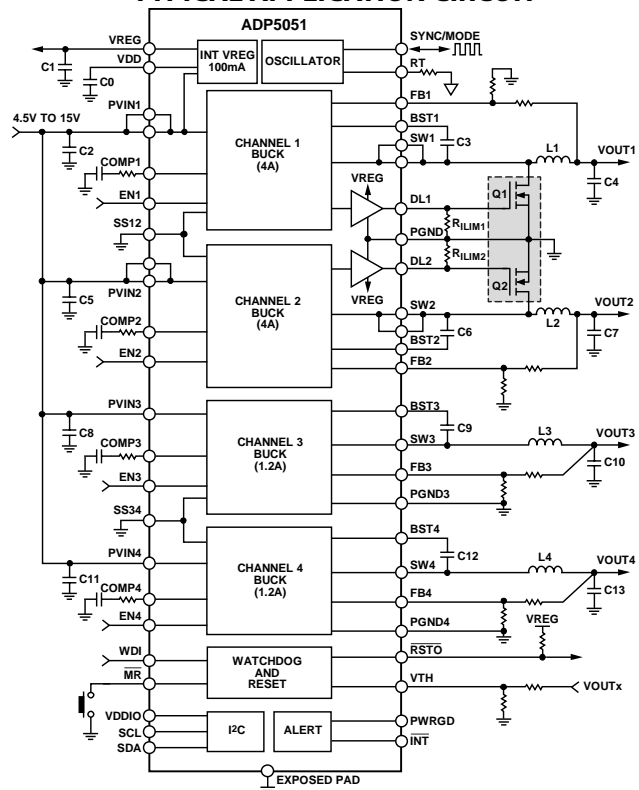 ADP5051
VREG
VDD
C1
C0
INT VREG
100mA
OSCILLATOR
SYNC/MODE
RT
4.5V TO 15V
PVIN1
C2
COMP1
EN1
CHANNEL 1
BUCK
(4A)
FB1
BST1
SW1
C3
L1
VOUT1
C4
VREG
DL1
Q1
RILIM1
SS12
PGND
RILIM2
DL2
Q2
VREG
PVIN2
C5
COMP2
EN2
CHANNEL 2
BUCK
(4A)
SW2
C6
BST2
FB2
L2
VOUT2
C7
PVIN3
C8
COMP3
EN3
CHANNEL 3
BUCK
(1.2A)
BST3
C9
SW3
L3
VOUT3
FB3
C10
PGND3
SS34
PVIN4
C11
COMP4
EN4
CHANNEL 4
BUCK
(1.2A)
BST4
C12
SW4
L4
VOUT4
FB4
C13
PGND4
VREG
WDI
MR
WATCHDOG
AND
RESET
RSTO
VTH
VOUTx
VDDIO
SCL
SDA
I2C
ALERT
PWRGD
INT
EXPOSED PAD